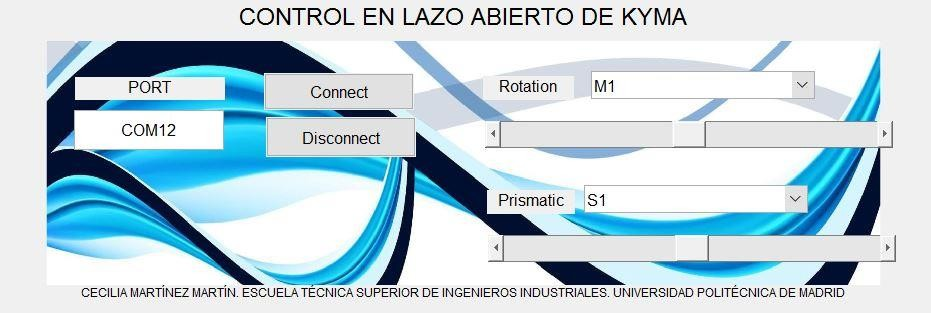 CONTROL EN LAZO ABIERTO DE KYMA
PORT
Connect
COM12
Disconnect
Rotation
M1
Prismatic
S1
CECILIA MARTÍNEZ MARTÍN. ESCUELA TÉCNICA SUPERIOR DE INGENIEROS INDUSTRIALES. UNIVERSIDAD POLITÉCNICA DE MADRID